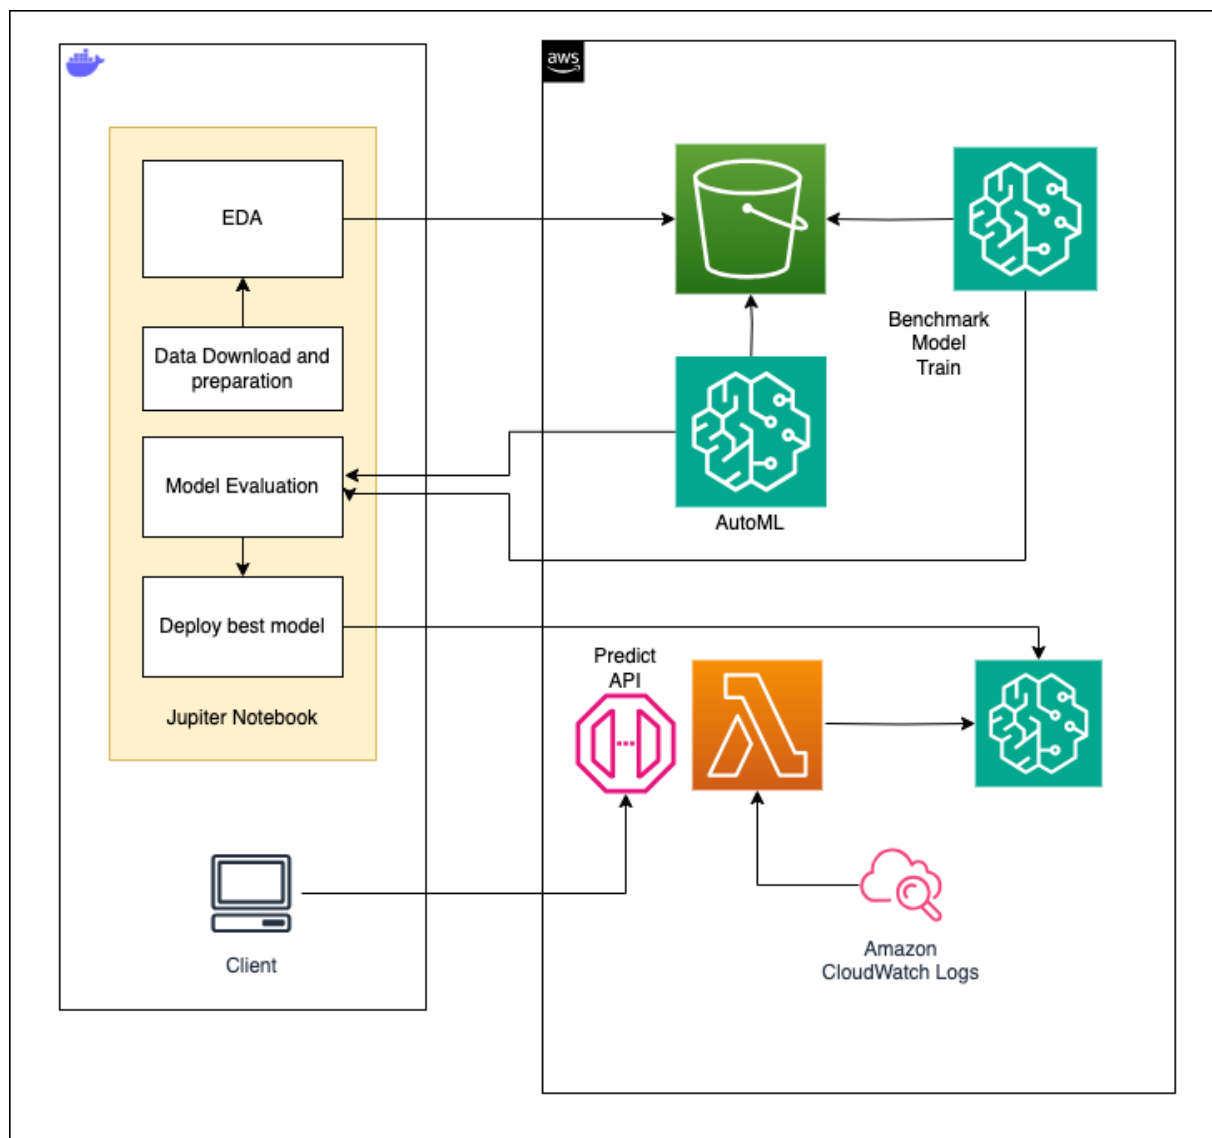 aws
EDA
Data Download and
preparation
Model Evaluation
Deploy best model
Jupiter Notebook
Client
Benchmark
Model
Train
AutoML
Predict
API
Amazon
CloudWatch Logs